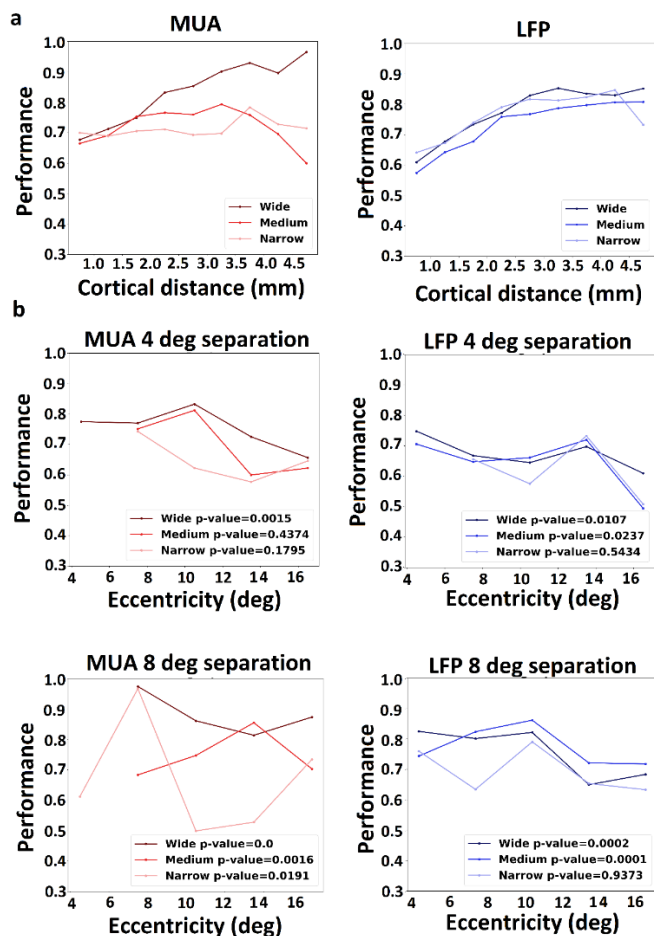 a
MUA
LFP
Performance
1.0
0.9
0.8
0.7
0.6
0.5
0.4
0.3
Wide
Medium
Narrow
1.0 1.5 2.0 2.5 3.0 3.5 4.0 4.5
Cortical distance (mm)
Performance
1.0
0.9
0.8
0.7
0.6
0.5
0.4
0.3
Wide
Medium
Narrow
1.0 1.5 2.0 2.5 3.0 3.5 4.0 4.5
Cortical distance (mm)
b
MUA 4 deg separation
Performance
1.0
0.9
0.8
0.7
0.6
0.5
0.4
0.3
Wide p-value=0.0015
Medium p-value=0.4374
Narrow p-value=0.1795
4 6 8 10 12 14 16
Eccentricity (deg)
LFP 4 deg separation
Performance
1.0
0.9
0.8
0.7
0.6
0.5
0.4
0.3
Wide p-value=0.0107
Medium p-value=0.0237
Narrow p-value=0.5434
4 6 8 10 12 14 16
Eccentricity (deg)
MUA 8 deg separation
Performance
1.0
0.9
0.8
0.7
0.6
0.5
0.4
0.3
Wide p-value=0.0
Medium p-value=0.0016
Narrow p-value=0.0191
4 6 8 10 12 14 16
Eccentricity (deg)
LFP 8 deg separation
Performance
1.0
0.9
0.8
0.7
0.6
0.5
0.4
0.3
Wide p-value=0.0002
Medium p-value=0.0001
Narrow p-value=0.9373
4 6 8 10 12 14 16
Eccentricity (deg)